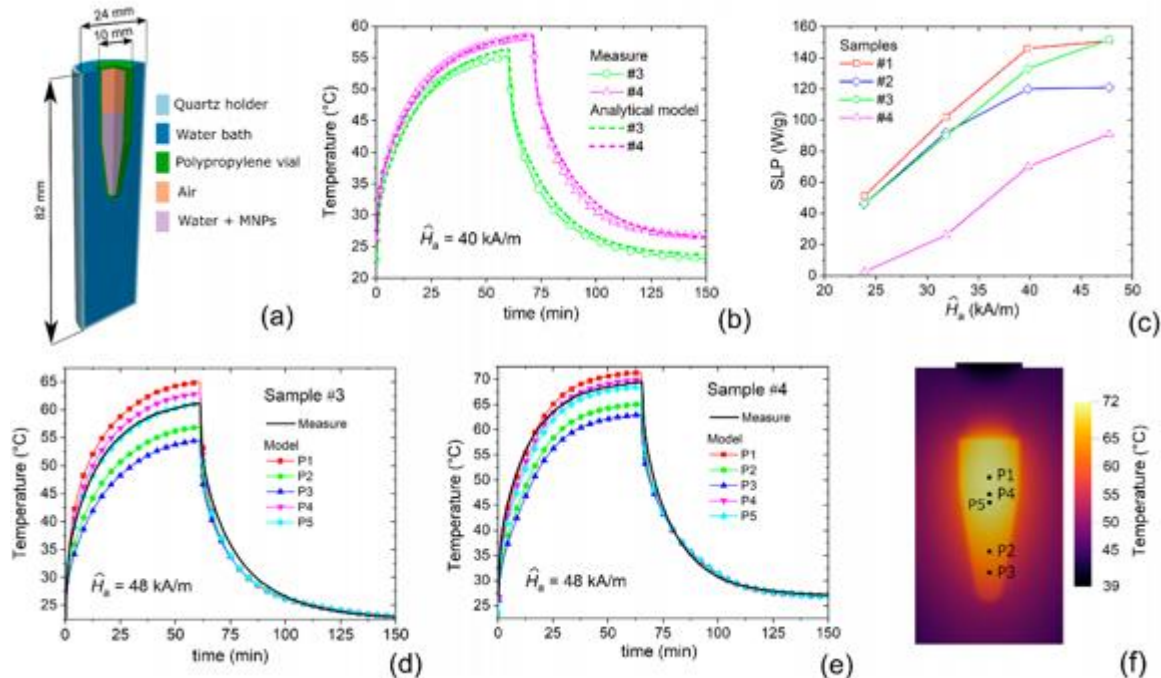 24 mm
10 mm
82 mm
Quartz holder
Water bath
Polypropylene vial
Air
Water + MNPs
(a)
Temperature (°C)
60
55
50
45
40
35
30
25
20
Measure
#3
#4
Analytical model
#3
#4
Ĥa = 40 kA/m
0 25 50 75 100 125 150
time (min)
(b)
SLP (W/g)
160
140
120
100
80
60
40
20
0
Samples
#1
#2
#3
#4
20 25 30 35 40 45 50
Ĥa (kA/m)
(c)
Temperature (°C)
65
60
55
50
45
40
35
30
25
Sample #3
Measure
Model
P1
P2
P3
P4
P5
Ĥa = 48 kA/m
0 25 50 75 100 125 150
time (min)
(d)
Temperature (°C)
70
65
60
55
50
45
40
35
30
25
Sample #4
Measure
Model
P1
P2
P3
P4
P5
Ĥa = 48 kA/m
0 25 50 75 100 125 150
time (min)
(e)
P1
P4
P5
P2
P3
72
65
60
55
50
45
39
Temperature (°C)
(f)